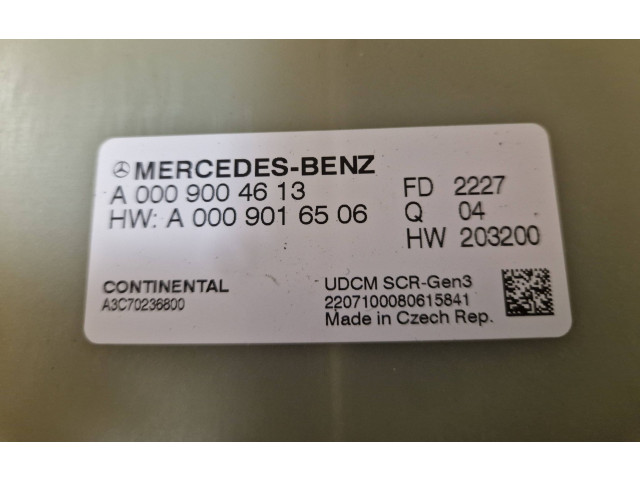 MERCEDES-BENZ
A 000 900 46 13 FD 2227
HW: A 000 901 65 06 Q 04
HW 203200
CONTINENTAL UDCM SCR-Gen3
A3C70236800 2207100080615841
Made in Czech Rep.